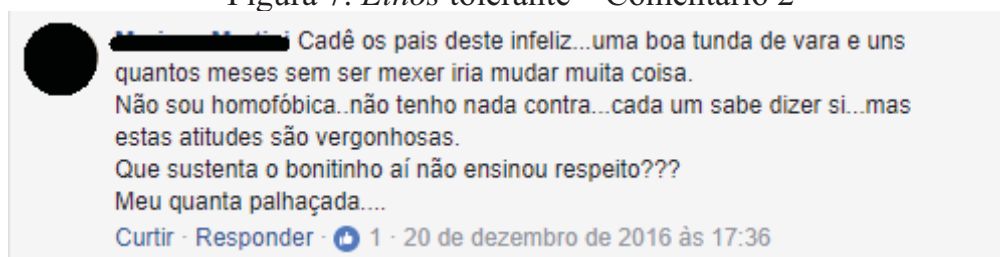 Figura 7: Ethos tolerante – Comentário 2
Cadê os pais deste infeliz...uma boa tunda de vara e uns
quantos meses sem ser mexer iria mudar muita coisa.
Não sou homofóbica..não tenho nada contra...cada um sabe dizer si...mas
estas atitudes são vergonhosas.
Que sustenta o bonitinho aí não ensinou respeito???
Meu quanta palhaçada....
Curtir · Responder · 1 · 20 de dezembro de 2016 às 17:36